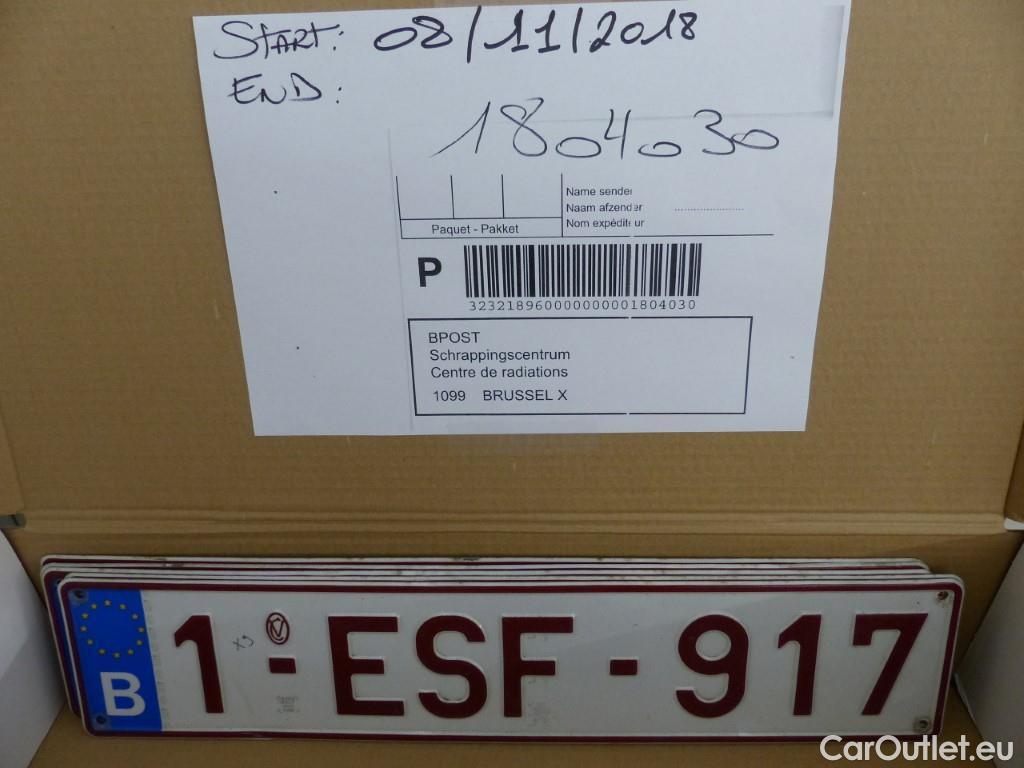 START: 08/11/2018
END:
1804030
Name sender
Naam afzender ........................
Nom expéditeur
Paquet - Pakket
P
323218960000000001804030
BPOST
Schrappingscentrum
Centre de radiations
1099 BRUSSEL X
B 1-ESF-917
CarOutlet.eu